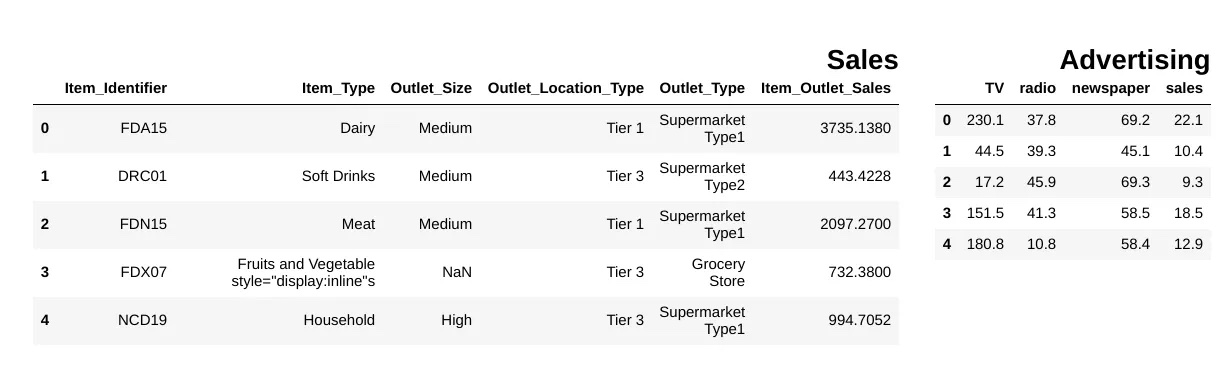 Sales
Item_Identifier Item_Type Outlet_Size Outlet_Location_Type Outlet_Type Item_Outlet_Sales
0 FDA15 Dairy Medium Tier 1 Supermarket Type1 3735.1380
1 DRC01 Soft Drinks Medium Tier 3 Supermarket Type2 443.4228
2 FDN15 Meat Medium Tier 1 Supermarket Type1 2097.2700
3 FDX07 Fruits and Vegetable style="display:inline"s NaN Tier 3 Grocery Store 732.3800
4 NCD19 Household High Tier 3 Supermarket Type1 994.7052
Advertising
TV radio newspaper sales
0 230.1 37.8 69.2 22.1
1 44.5 39.3 45.1 10.4
2 17.2 45.9 69.3 9.3
3 151.5 41.3 58.5 18.5
4 180.8 10.8 58.4 12.9